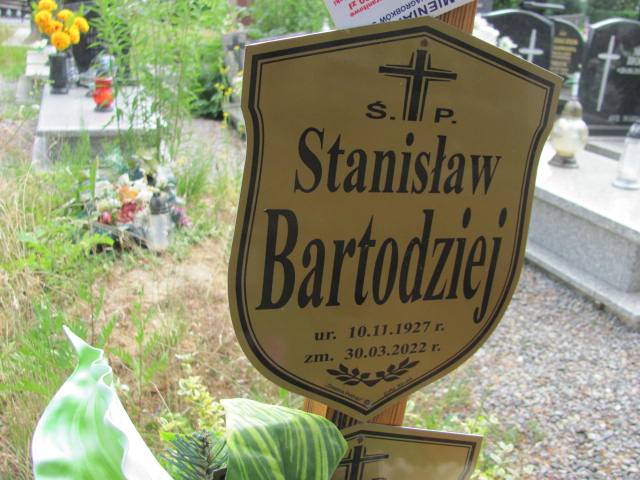 Ś. P.
Stanisław
Bartodziej
ur. 10.11.1927 r.
zm. 30.03.2022 r.